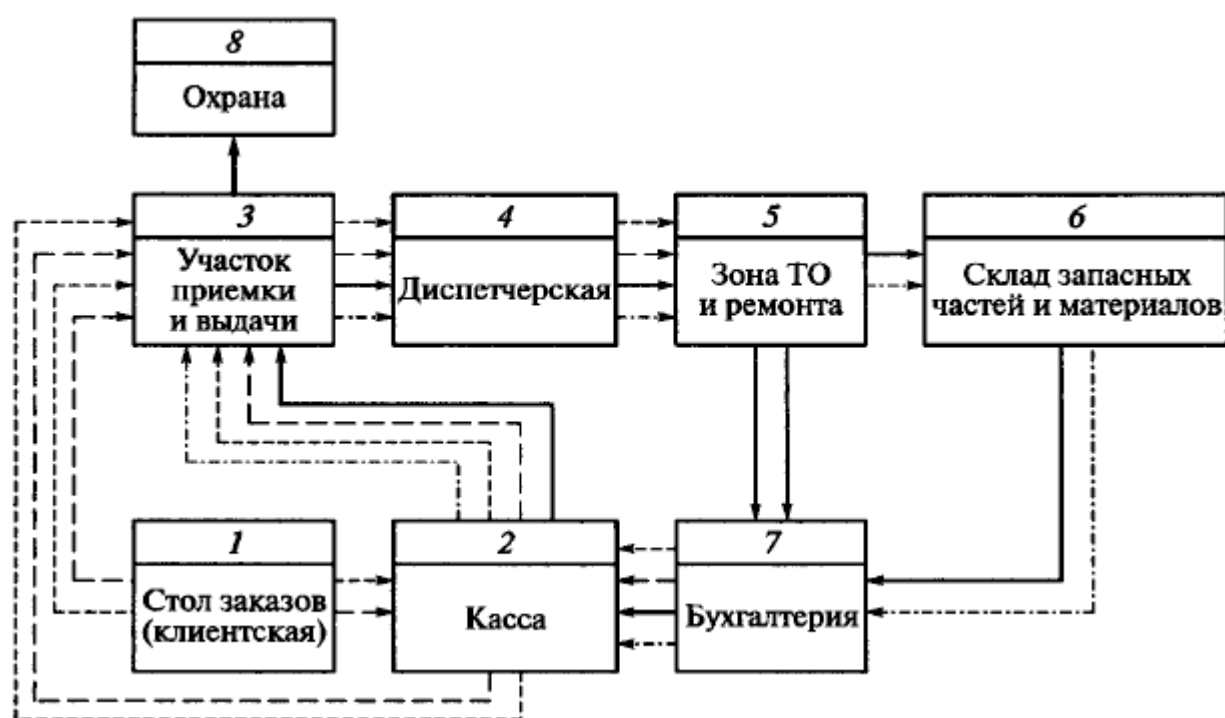 8
Охрана
3
Участок
приемки
и выдачи
4
Диспетчерская
5
Зона ТО
и ремонта
6
Склад запасных
частей и материалов
1
Стол заказов
(клиентская)
2
Касса
7
Бухгалтерия